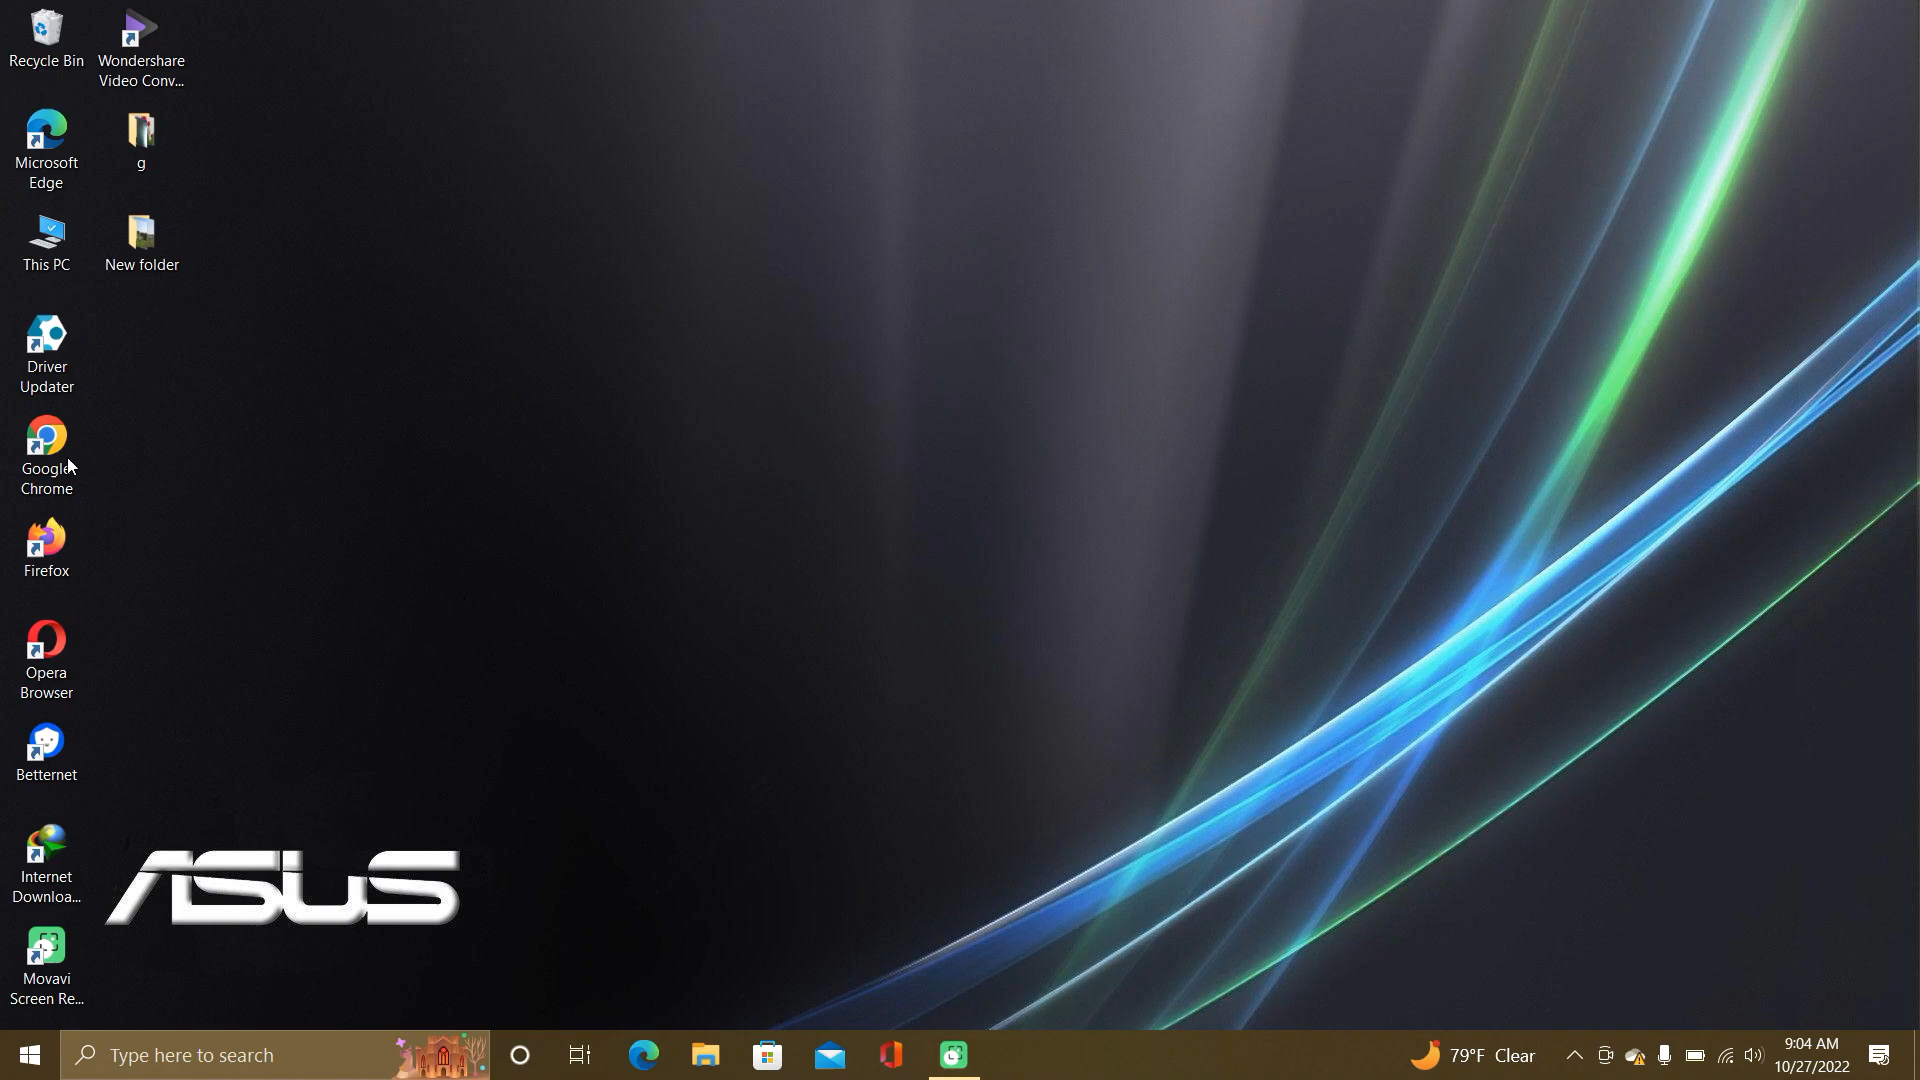 Recycle Bin
Wondershare
Video Conv...
Microsoft
Edge
g
This PC
New folder
Driver
Updater
Google
Chrome
Firefox
Opera
Browser
Betternet
Internet
Downloa...
Movavi
Screen Re...
ASUS
Type here to search
79°F Clear
9:04 AM
10/27/2022